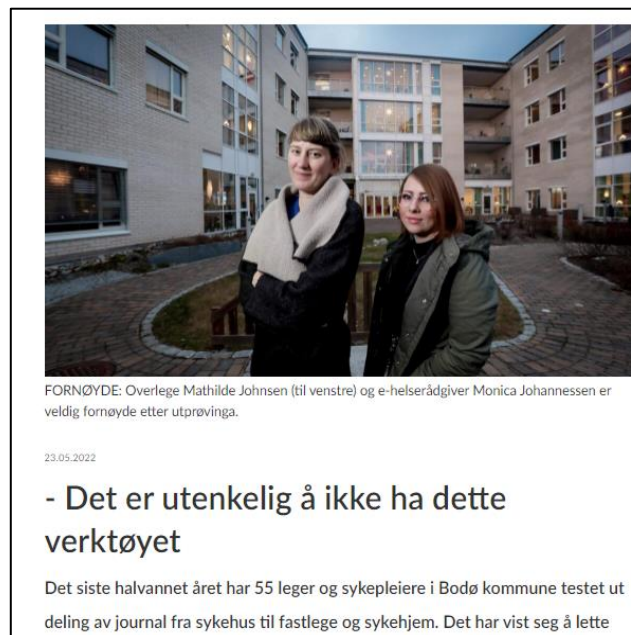 FORNØYDE: Overlege Mathilde Johnsen (til venstre) og e-helserådgiver Monica Johannessen er
veldig fornøyde etter utprøvinga.
23.05.2022
- Det er utenkelig å ikke ha dette
verktøyet
Det siste halvannet året har 55 leger og sykepleiere i Bodø kommune testet ut
deling av journal fra sykehus til fastlege og sykehjem. Det har vist seg å lette